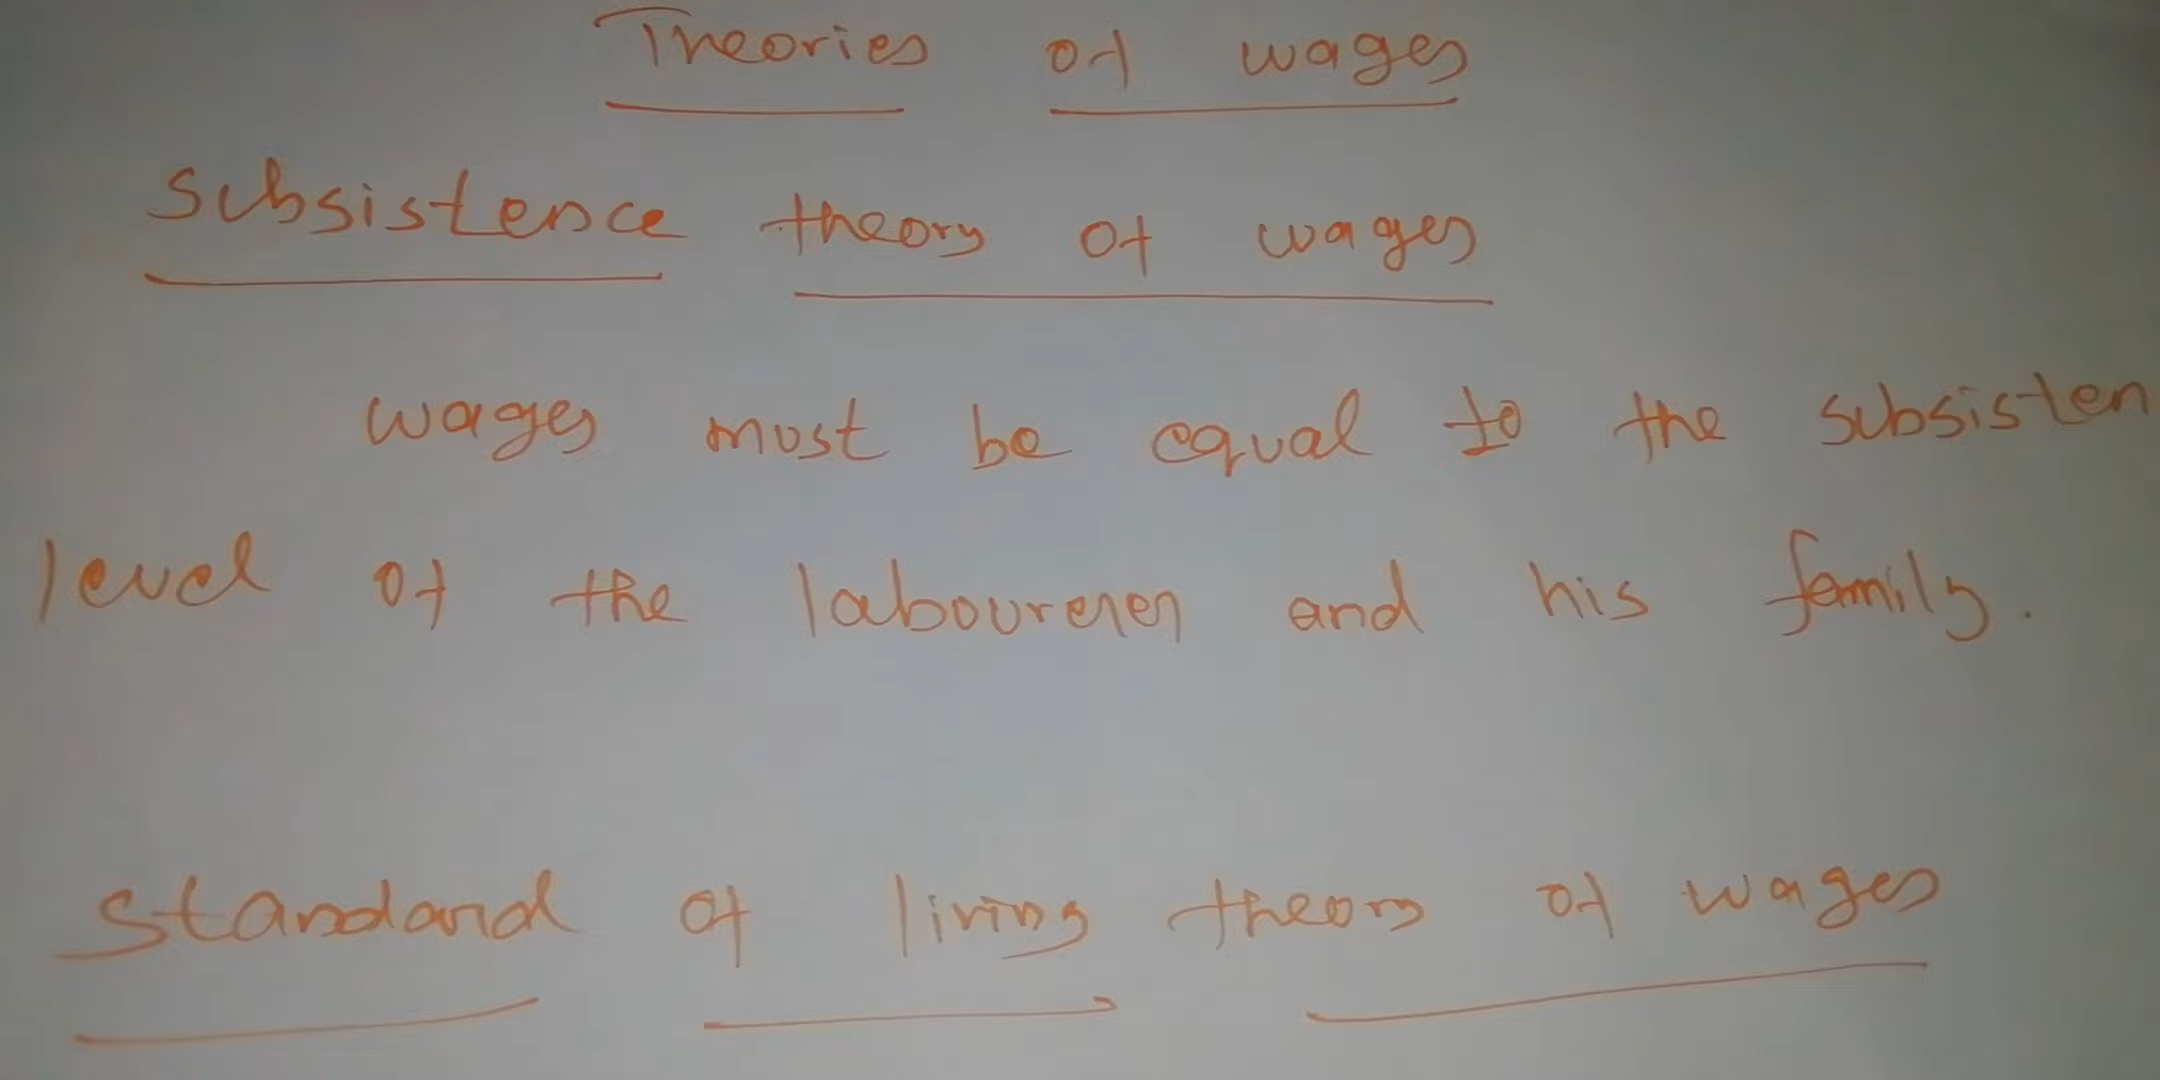 Theories of wages
Subsistence theory of wages
wages must be equal to the subsisten
level of the labourerer and his family.
Standard of living theory of wages